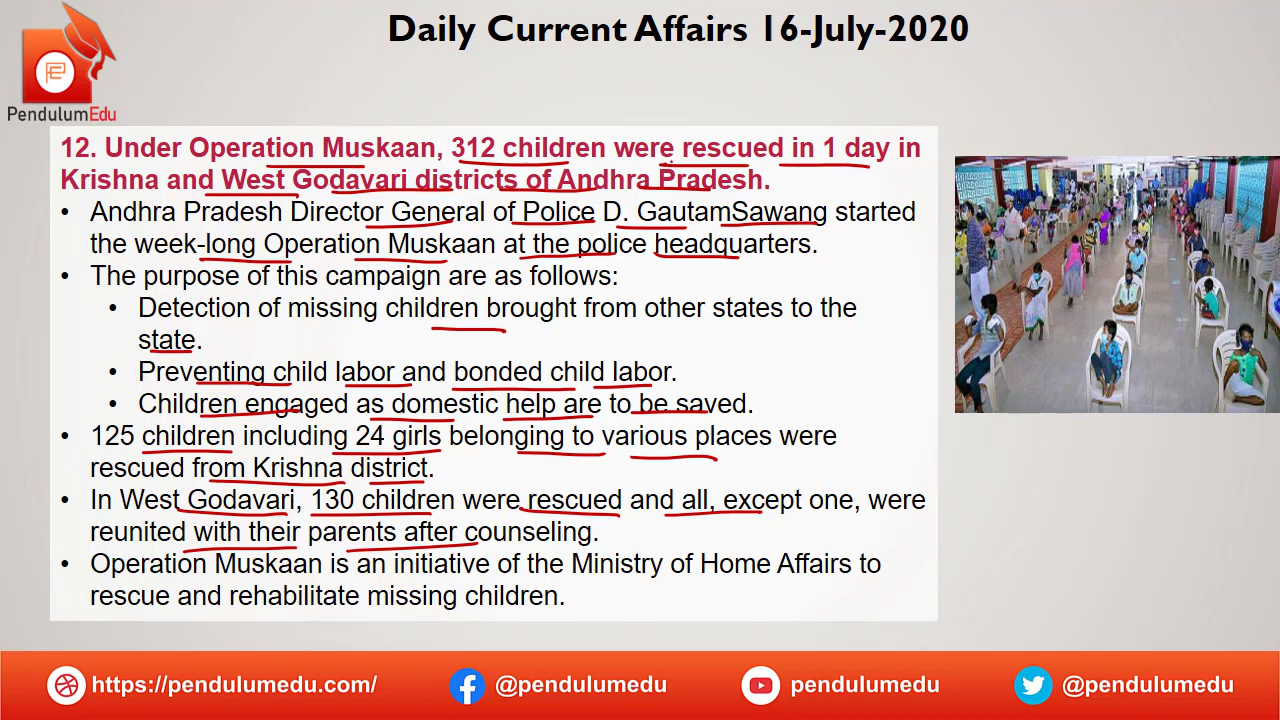 Daily Current Affairs 16-July-2020
PendulumEdu
12. Under Operation Muskaan, 312 children were rescued in 1 day in
Krishna and West Godavari districts of Andhra Pradesh.
• Andhra Pradesh Director General of Police D. GautamSawang started
the week-long Operation Muskaan at the police headquarters.
• The purpose of this campaign are as follows:
• Detection of missing children brought from other states to the
state.
• Preventing child labor and bonded child labor.
• Children engaged as domestic help are to be saved.
• 125 children including 24 girls belonging to various places were
rescued from Krishna district.
• In West Godavari, 130 children were rescued and all, except one, were
reunited with their parents after counseling.
• Operation Muskaan is an initiative of the Ministry of Home Affairs to
rescue and rehabilitate missing children.
https://pendulumedu.com/ @pendulumedu pendulumedu @pendulumedu